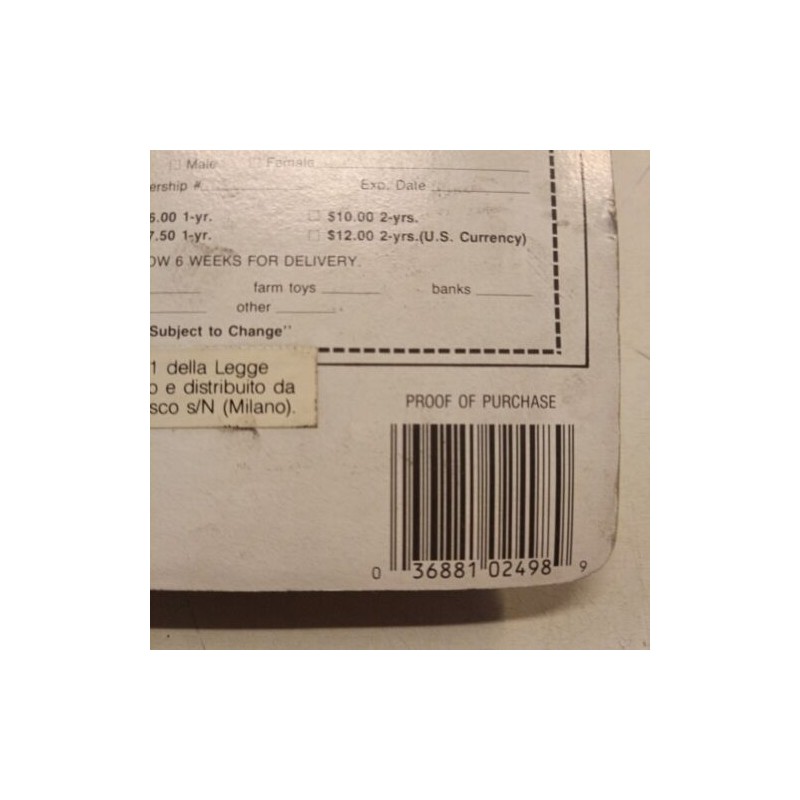 ☐ Male ☐ Female
ership # Exp. Date
6.00 1-yr. ☐ $10.00 2-yrs.
7.50 1-yr. ☐ $12.00 2-yrs.(U.S. Currency)
OW 6 WEEKS FOR DELIVERY.
farm toys banks
other
Subject to Change"
1 della Legge
o e distribuito da
sco s/N (Milano).
PROOF OF PURCHASE
0 36881 02498 9